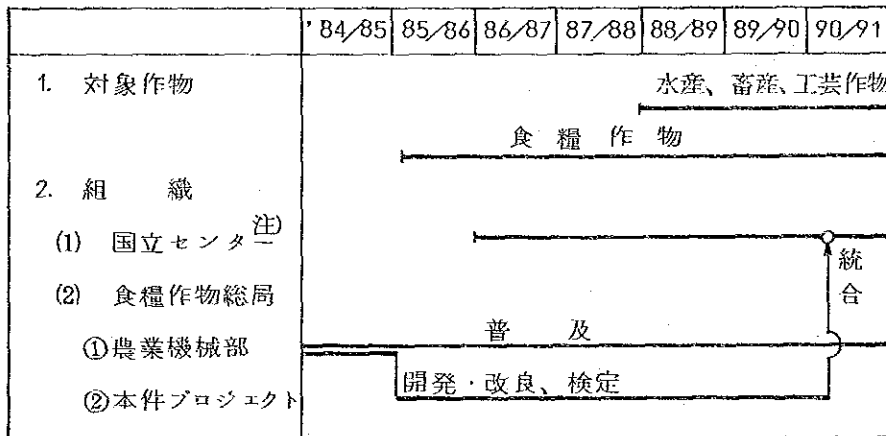 '84/85 85/86 86/87 87/88 88/89 89/90 90/91
1. 対象作物
水産、畜産、工芸作物
食糧作物
2. 組織
(1) 国立センター注)
統合
(2) 食糧作物総局
普及
①農業機械部
開発・改良、検定
②本件プロジェクト